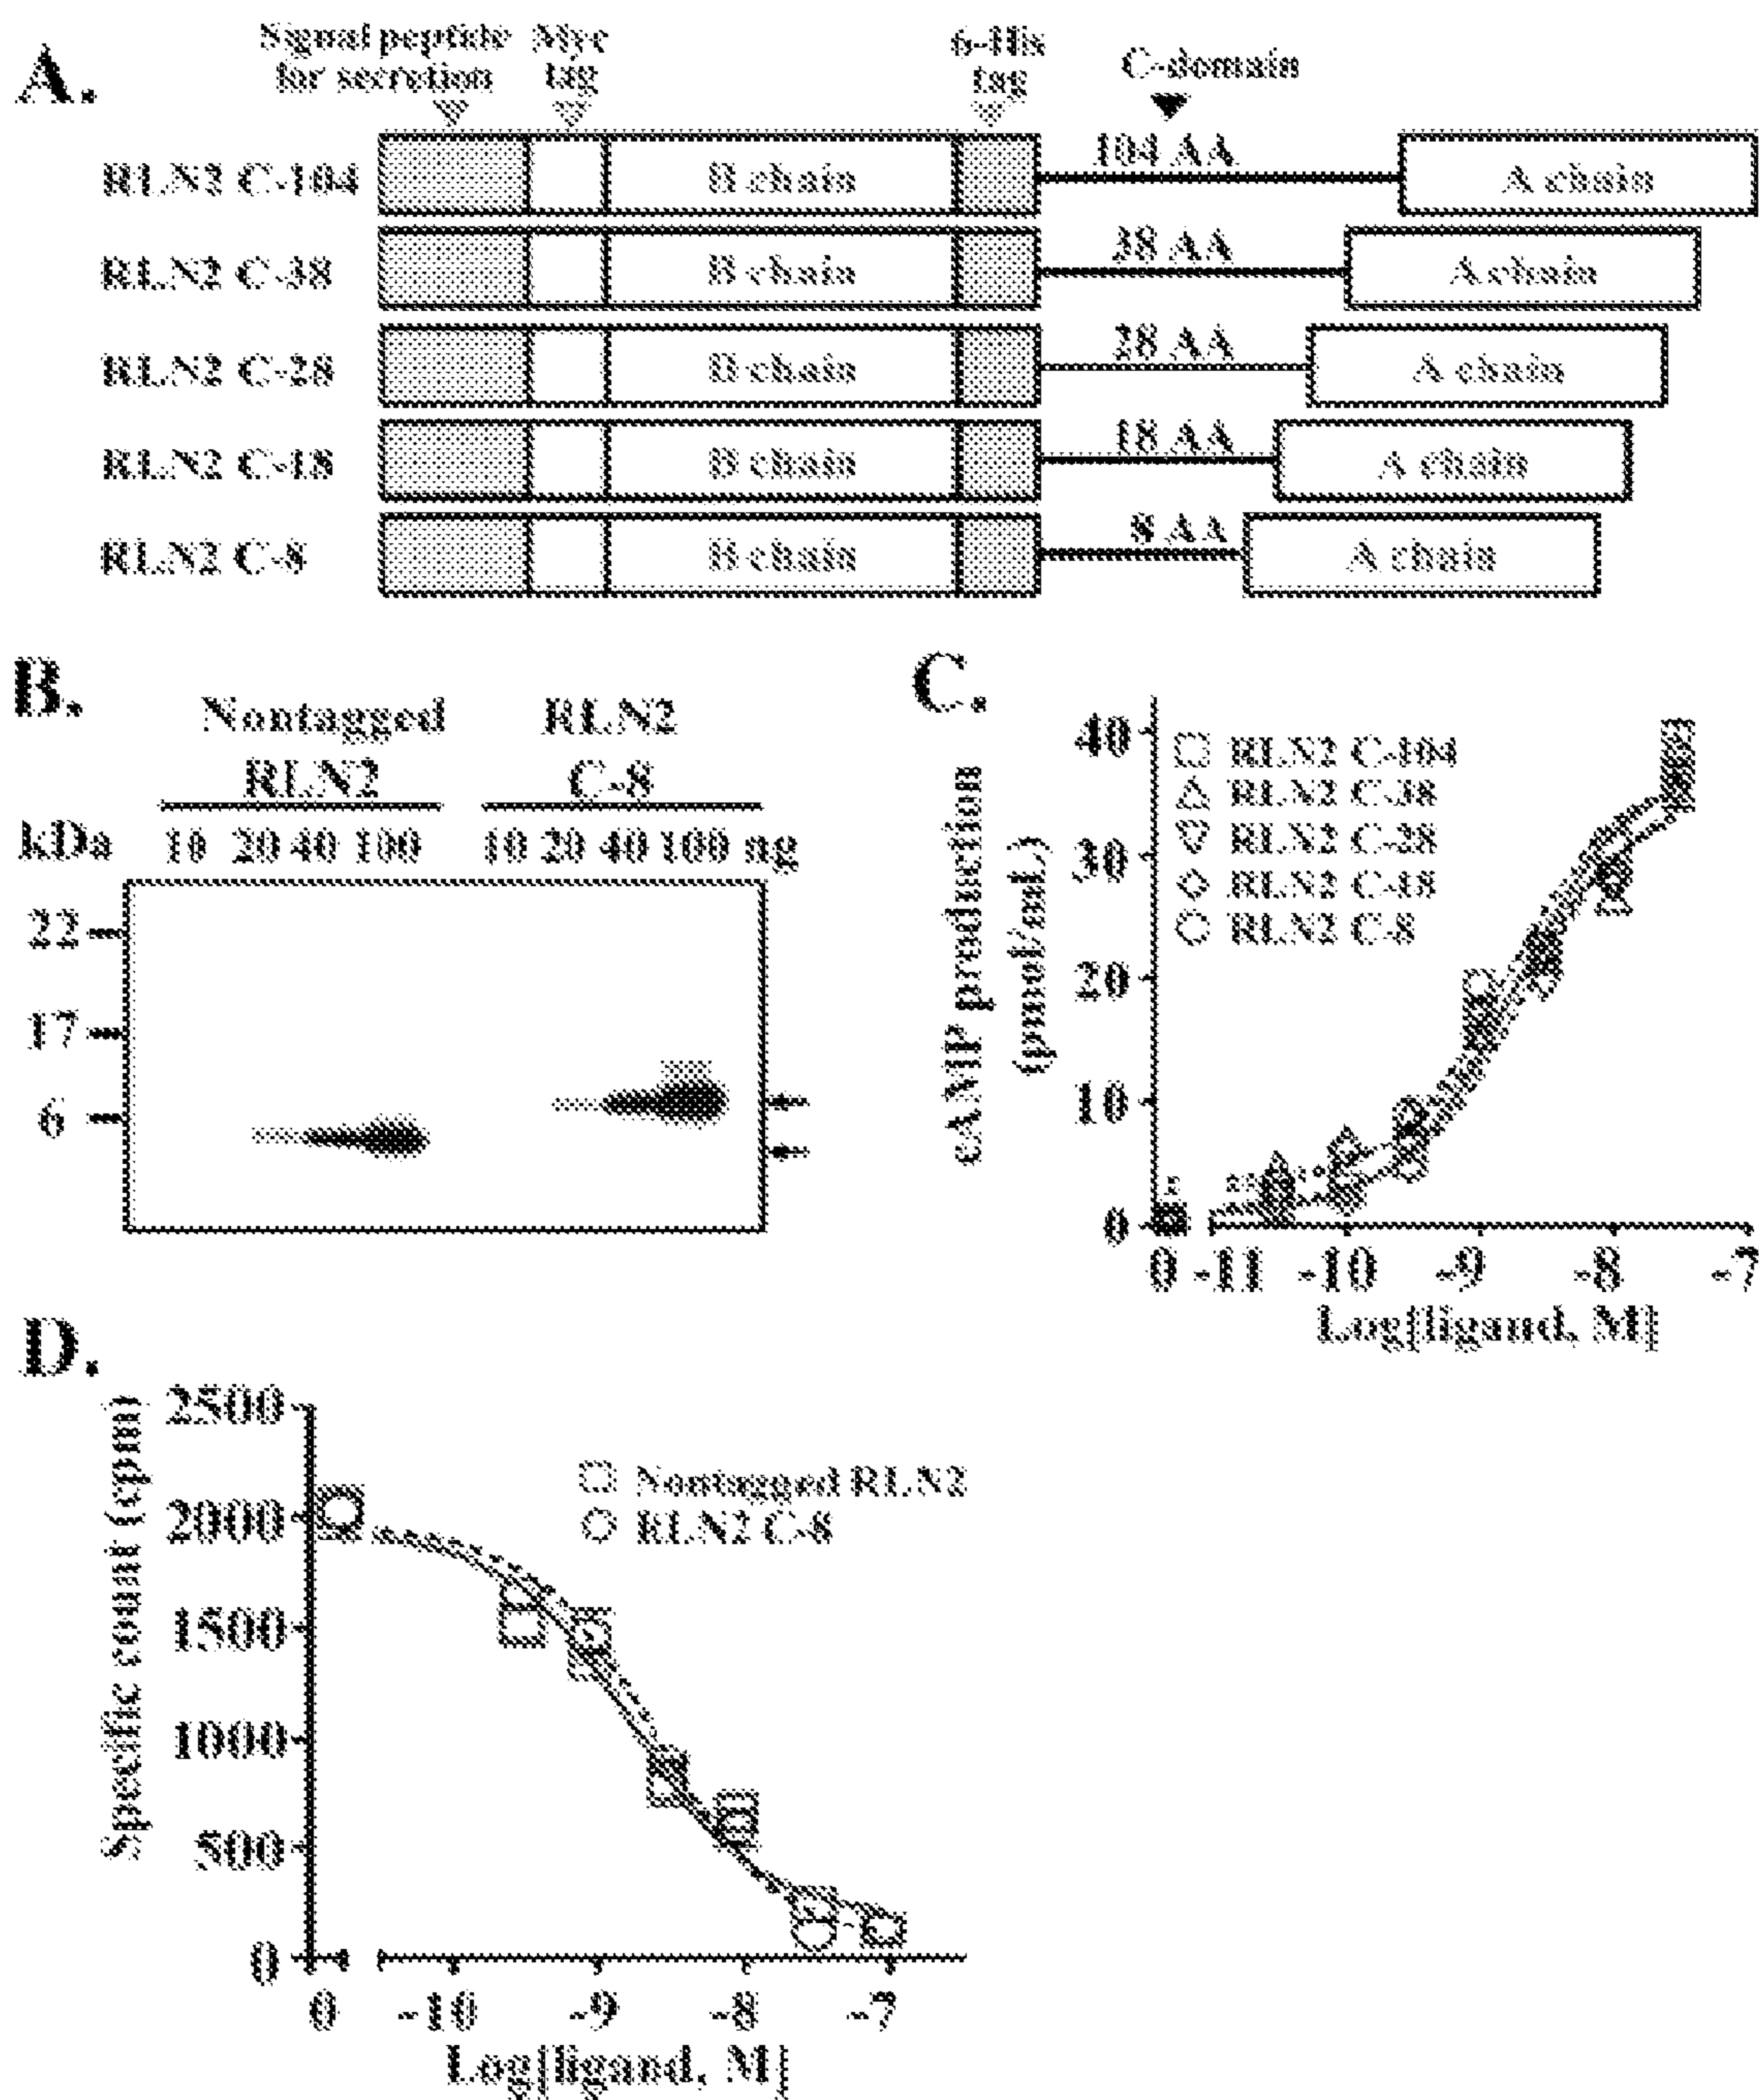 A.
Signal peptide for secretion
Myc tag
6-His tag
C-domain
RLN2 C-104
B chain
104 AA
A chain
RLN2 C-38
B chain
38 AA
A chain
RLN2 C-28
B chain
28 AA
A chain
RLN2 C-18
B chain
18 AA
A chain
RLN2 C-8
B chain
8 AA
A chain
B.
Nontagged RLN2
RLN2 C-8
kDa 10 20 40 100 10 20 40 100 ng
22
17
6
C.
cAMP production (pmol/mL)
40
30
20
10
0
RLN2 C-104
RLN2 C-38
RLN2 C-28
RLN2 C-18
RLN2 C-8
0 -11 -10 -9 -8 -7
Log[ligand, M]
D.
Specific count (cpm)
2500
2000
1500
1000
500
0
Nontagged RLN2
RLN2 C-8
0 -10 -9 -8 -7
Log[ligand, M]